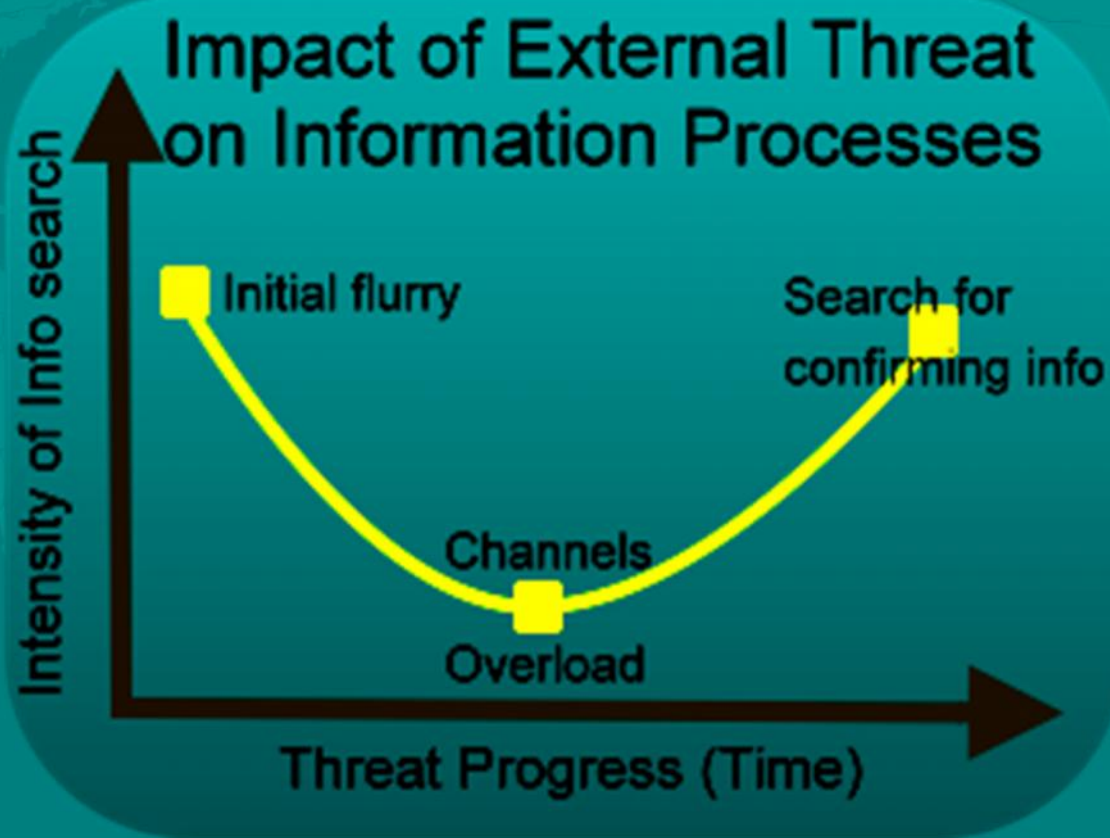 Impact of External Threat
on Information Processes
Intensity of Info search
Initial flurry
Search for
confirming info
Channels
Overload
Threat Progress (Time)